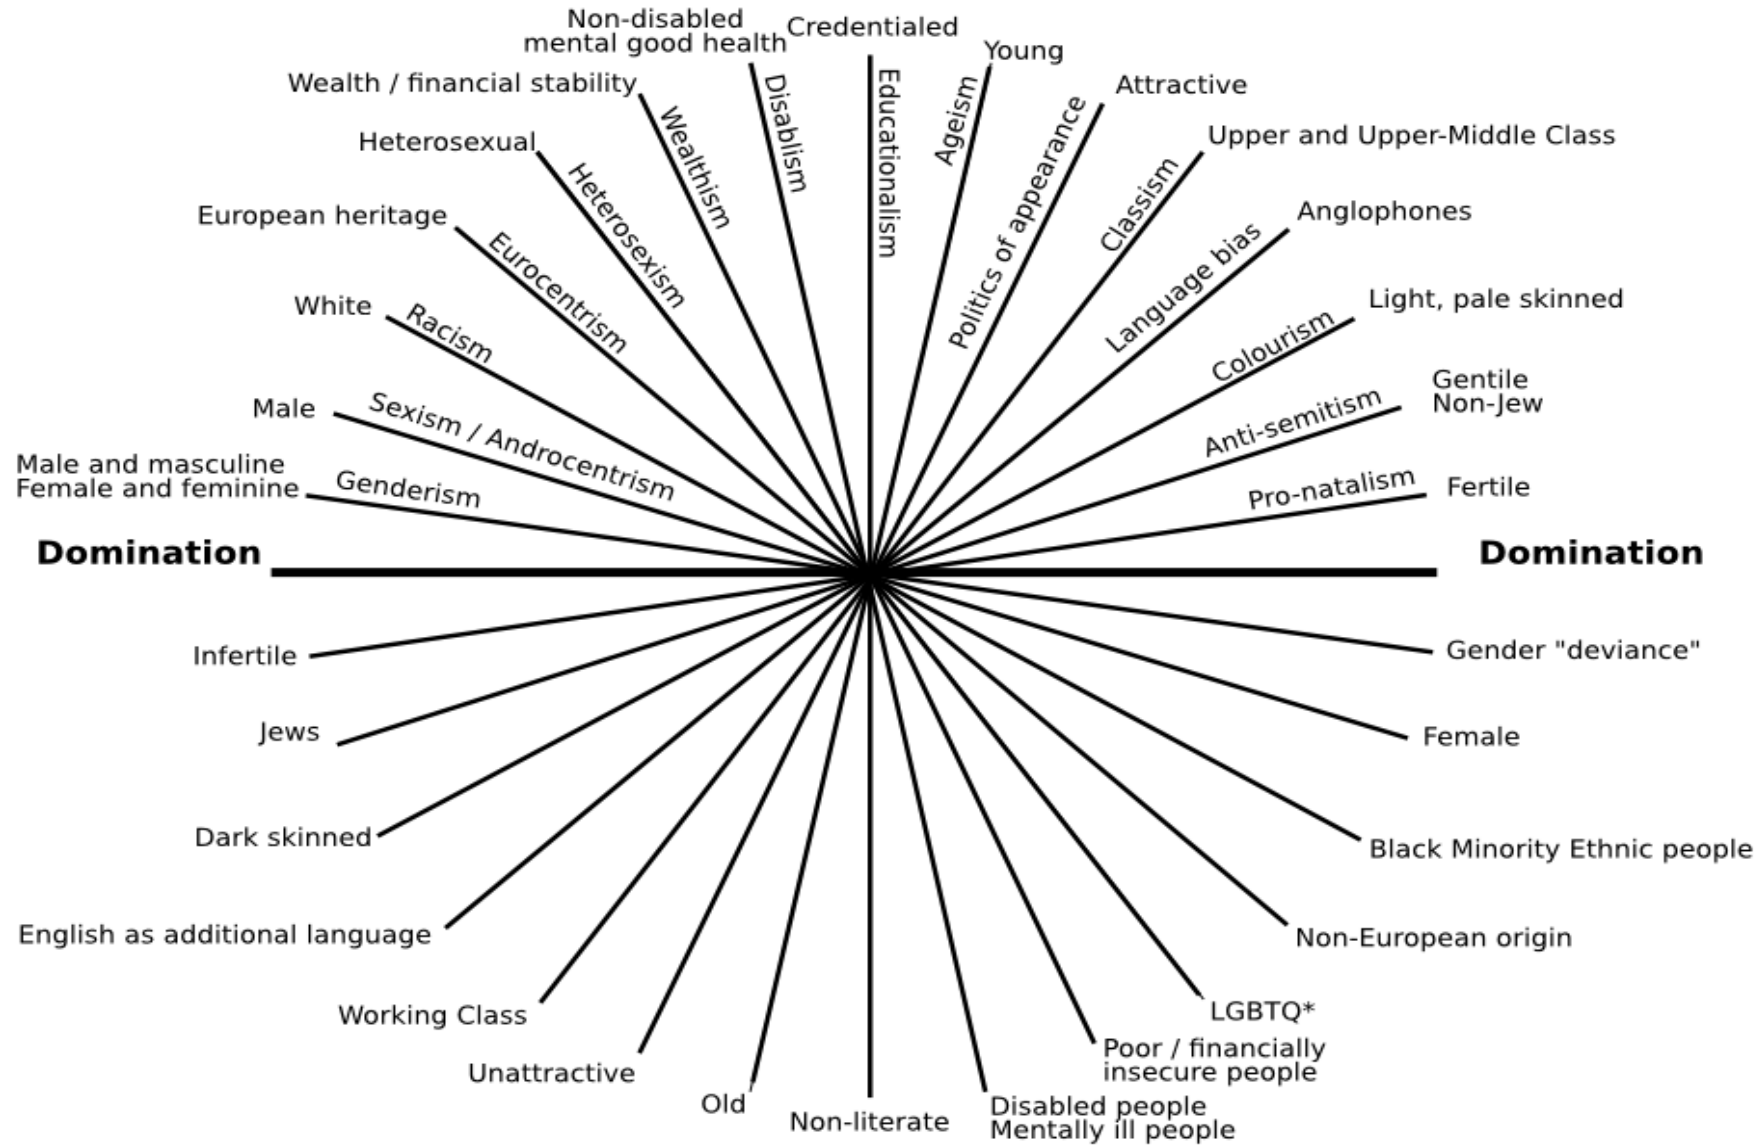 Non-disabled
mental good health
Credentialed
Young
Wealth / financial stability
Attractive
Heterosexual
Upper and Upper-Middle Class
European heritage
Anglophones
White
Light, pale skinned
Male
Gentile
Non-Jew
Male and masculine
Female and feminine
Fertile
Disablism
Educationalism
Ageism
Wealthism
Politics of appearance
Heterosexism
Classism
Eurocentrism
Language bias
Racism
Colourism
Sexism / Androcentrism
Anti-semitism
Genderism
Pro-natalism
Domination
Domination
Infertile
Gender "deviance"
Jews
Female
Dark skinned
Black Minority Ethnic people
English as additional language
Non-European origin
Working Class
LGBTQ*
Unattractive
Poor / financially
insecure people
Old
Non-literate
Disabled people
Mentally ill people